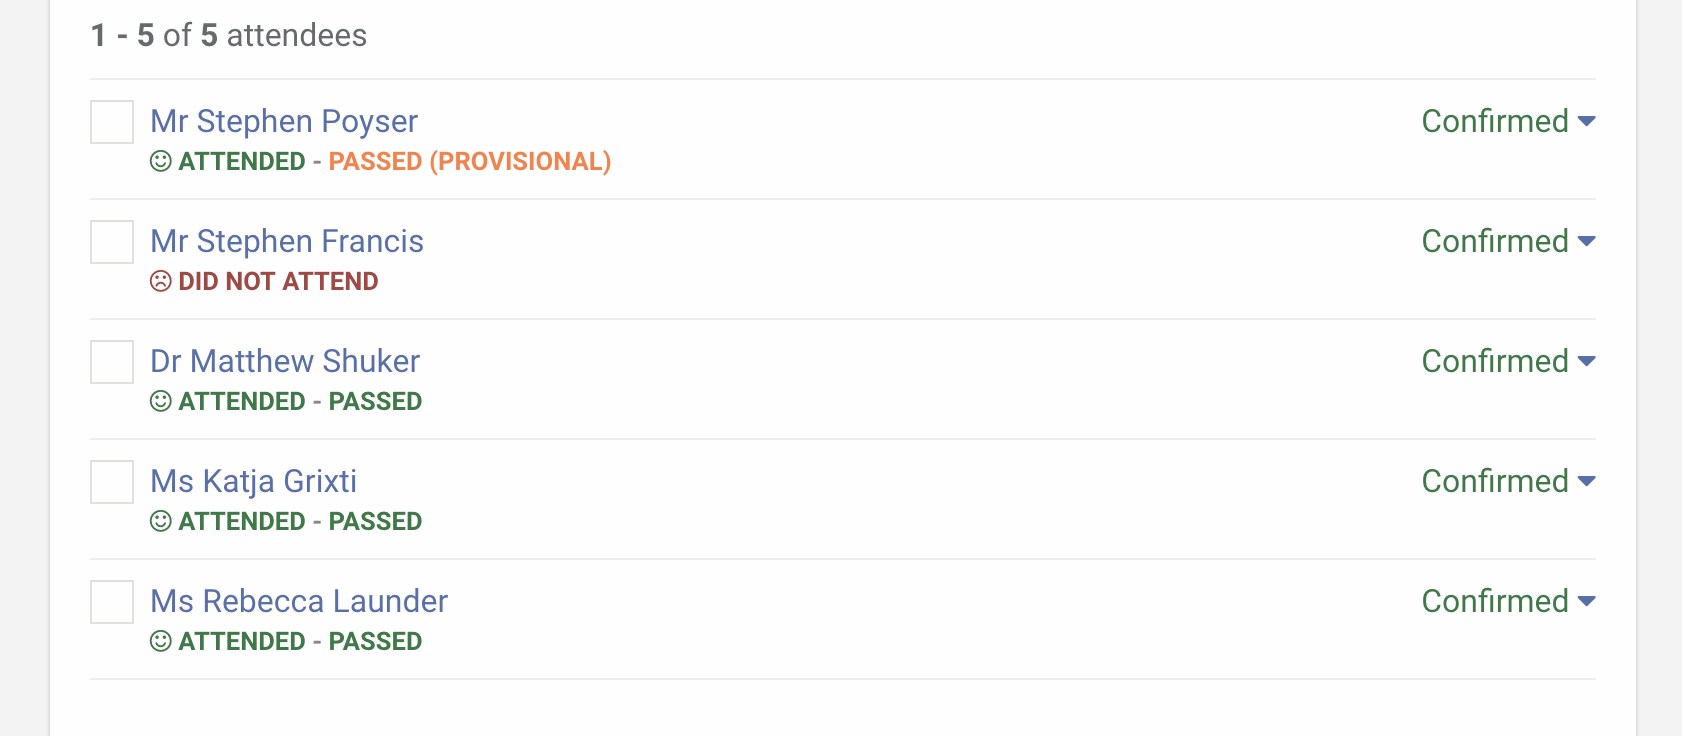 1 - 5 of 5 attendees
Mr Stephen Poyser
Confirmed
ATTENDED - PASSED (PROVISIONAL)
Mr Stephen Francis
Confirmed
DID NOT ATTEND
Dr Matthew Shuker
Confirmed
ATTENDED - PASSED
Ms Katja Grixti
Confirmed
ATTENDED - PASSED
Ms Rebecca Launder
Confirmed
ATTENDED - PASSED